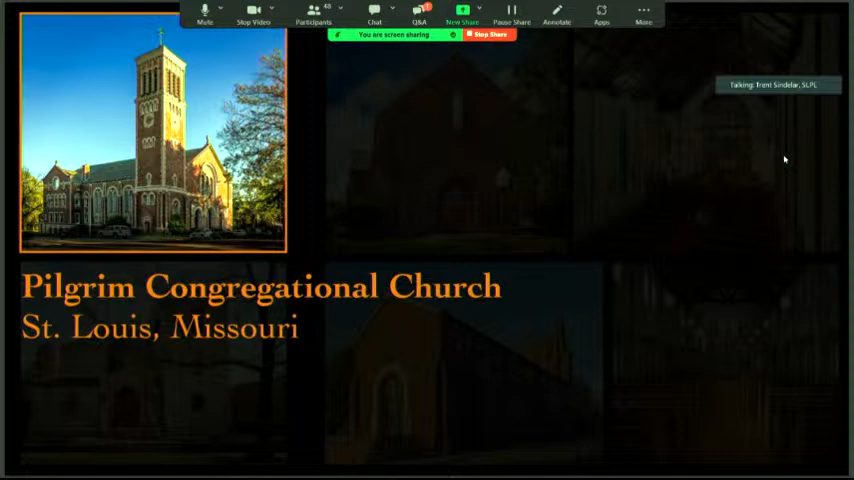 48
1
Mute
Stop Video
Participants
Chat
Q&A
New Share
Pause Share
Annotate
Apps
More
You are screen sharing
Stop Share
Talking: Trent Sindelar, SLPL
Pilgrim Congregational Church
St. Louis, Missouri